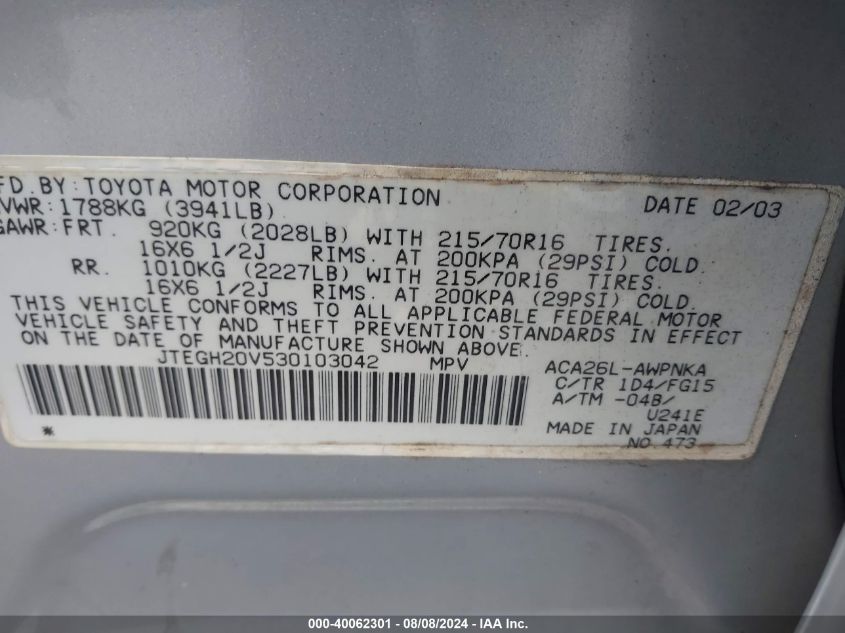 FD. BY: TOYOTA MOTOR CORPORATION DATE 02/03
VWR: 1788KG (3941LB)
GAWR: FRT. 920KG (2028LB) WITH 215/70R16 TIRES.
16X6 1/2J RIMS. AT 200KPA (29PSI) COLD.
RR. 1010KG (2227LB) WITH 215/70R16 TIRES.
16X6 1/2J RIMS. AT 200KPA (29PSI) COLD.
THIS VEHICLE CONFORMS TO ALL APPLICABLE FEDERAL MOTOR
VEHICLE SAFETY AND THEFT PREVENTION STANDARDS IN EFFECT
ON THE DATE OF MANUFACTURE SHOWN ABOVE.
JTEGH20V530103042 MPV ACA26L-AWPNKA
C/TR 1D4/FG15
A/TM -04B/
U241E
* MADE IN JAPAN
NO. 473
000-40062301 - 08/08/2024 - IAA Inc.